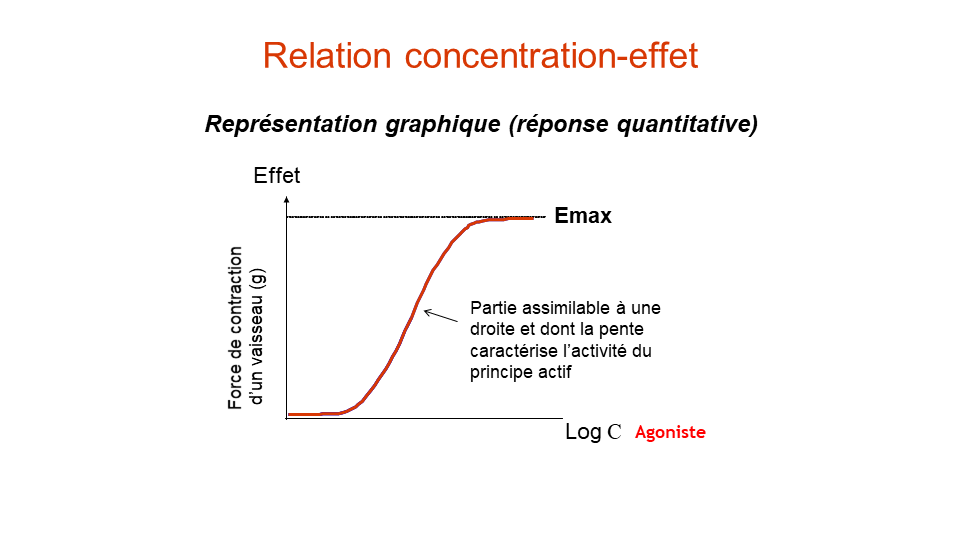 Relation concentration-effet
Représentation graphique (réponse quantitative)
Effet
Emax
Force de contraction
d'un vaisseau (g)
Partie assimilable à une
droite et dont la pente
caractérise l'activité du
principe actif
Log C Agoniste